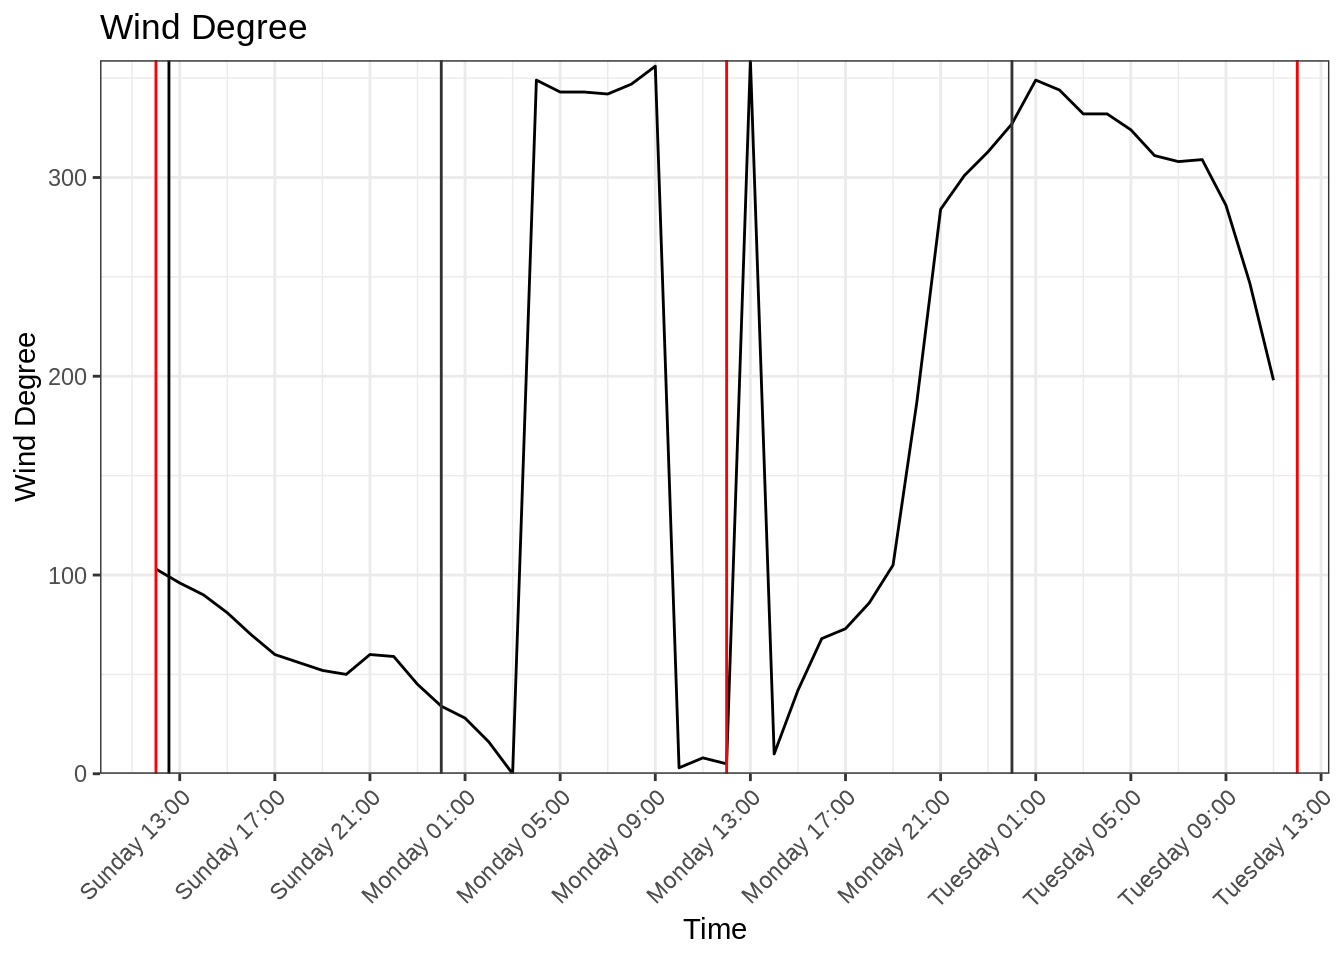 Wind Degree
Wind Degree
300
200
100
0
Sunday 13:00
Sunday 17:00
Sunday 21:00
Monday 01:00
Monday 05:00
Monday 09:00
Monday 13:00
Monday 17:00
Monday 21:00
Tuesday 01:00
Tuesday 05:00
Tuesday 09:00
Tuesday 13:00
Time